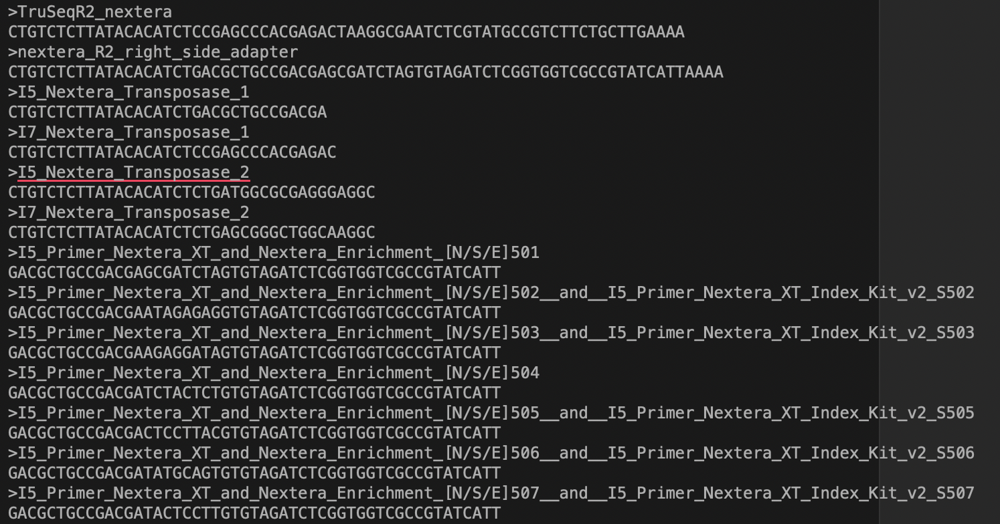 >TruSeqR2_nextera
CTGTCTCTTATACACATCTCCGAGCCCACGAGACTAAGGCGAATCTCGTATGCCGTCTTCTGCTTGAAAA
>nextera_R2_right_side_adapter
CTGTCTCTTATACACATCTGACGCTGCCGACGAGCGATCTAGTGTAGATCTCGGTGGTCGCCGTATCATTAAAA
>I5_Nextera_Transposase_1
CTGTCTCTTATACACATCTGACGCTGCCGACGA
>I7_Nextera_Transposase_1
CTGTCTCTTATACACATCTCCGAGCCCACGAGAC
>I5_Nextera_Transposase_2
CTGTCTCTTATACACATCTCTGATGGCGCGAGGGAGGC
>I7_Nextera_Transposase_2
CTGTCTCTTATACACATCTCTGAGCGGGCTGGCAAGGC
>I5_Primer_Nextera_XT_and_Nextera_Enrichment_[N/S/E]501
GACGCTGCCGACGAGCGATCTAGTGTAGATCTCGGTGGTCGCCGTATCATT
>I5_Primer_Nextera_XT_and_Nextera_Enrichment_[N/S/E]502__and__I5_Primer_Nextera_XT_Index_Kit_v2_S502
GACGCTGCCGACGAATAGAGAGGTGTAGATCTCGGTGGTCGCCGTATCATT
>I5_Primer_Nextera_XT_and_Nextera_Enrichment_[N/S/E]503__and__I5_Primer_Nextera_XT_Index_Kit_v2_S503
GACGCTGCCGACGAAGAGGATAGTGTAGATCTCGGTGGTCGCCGTATCATT
>I5_Primer_Nextera_XT_and_Nextera_Enrichment_[N/S/E]504
GACGCTGCCGACGATCTACTCTGTGTAGATCTCGGTGGTCGCCGTATCATT
>I5_Primer_Nextera_XT_and_Nextera_Enrichment_[N/S/E]505__and__I5_Primer_Nextera_XT_Index_Kit_v2_S505
GACGCTGCCGACGACTCCTTACGTGTAGATCTCGGTGGTCGCCGTATCATT
>I5_Primer_Nextera_XT_and_Nextera_Enrichment_[N/S/E]506__and__I5_Primer_Nextera_XT_Index_Kit_v2_S506
GACGCTGCCGACGATATGCAGTGTGTAGATCTCGGTGGTCGCCGTATCATT
>I5_Primer_Nextera_XT_and_Nextera_Enrichment_[N/S/E]507__and__I5_Primer_Nextera_XT_Index_Kit_v2_S507
GACGCTGCCGACGATACTCCTTGTGTAGATCTCGGTGGTCGCCGTATCATT